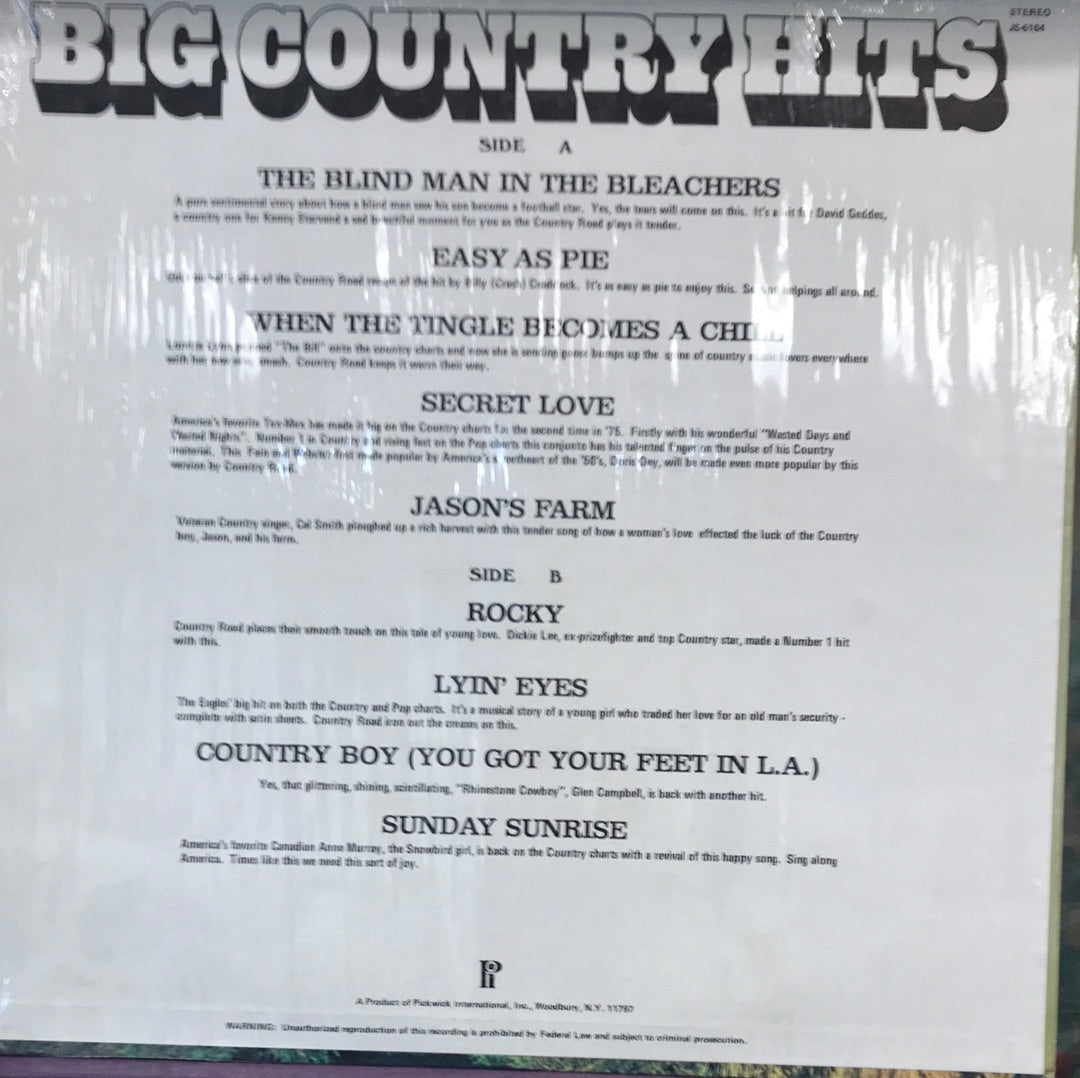 BIG COUNTRY HITS
STEREO
JS-6184
SIDE A
THE BLIND MAN IN THE BLEACHERS
A pure sentimental story about how a blind man saw his son become a football star. Yes, the tears will come on this. It's a hit for David Geddes,
a country one for Kenny Starr and a sad beautiful moment for you as the Country Road plays it tender.
EASY AS PIE
slice of the Country Road recipe of the hit by Billy (Crash) Craddock. It's as easy as pie to enjoy this. Second helpings all around.
WHEN THE TINGLE BECOMES A CHILL
Loretta Lynn penned "The Pill" onto the country charts and now she is sending goose bumps up the spine of country music lovers everywhere
with her new smash. Country Road keeps it warm their way.
SECRET LOVE
America's favorite Tex-Mex has made it big on the Country charts for the second time in '75. Firstly with his wonderful "Wasted Days and
Wasted Nights". Number 1 in Country and rising fast on the Pop charts this conjunto has his talented finger on the pulse of his Country
material. This Fain and Webster first made popular by America's sweetheart of the '50's, Doris Day, will be made even more popular by this
version by Country Road.
JASON'S FARM
Veteran Country singer, Cal Smith ploughed up a rich harvest with this tender song of how a woman's love effected the luck of the Country
boy, Jason, and his farm.
SIDE B
ROCKY
Country Road places their smooth touch on this tale of young love. Dickie Lee, ex-prizefighter and top Country star, made a Number 1 hit
with this.
LYIN' EYES
The Eagles' big hit on both the Country and Pop charts. It's a musical story of a young girl who traded her love for an old man's security -
complete with satin sheets. Country Road iron out the creases on this.
COUNTRY BOY (YOU GOT YOUR FEET IN L.A.)
Yes, that glittering, shining, scintillating, "Rhinestone Cowboy", Glen Campbell, is back with another hit.
SUNDAY SUNRISE
America's favorite Canadian Anne Murray, the Snowbird girl, is back on the Country charts with a revival of this happy song. Sing along
America. Times like this we need this sort of joy.
A Product of Pickwick International, Inc., Woodbury, N.Y. 11797
WARNING: Unauthorized reproduction of this recording is prohibited by Federal Law and subject to criminal prosecution.